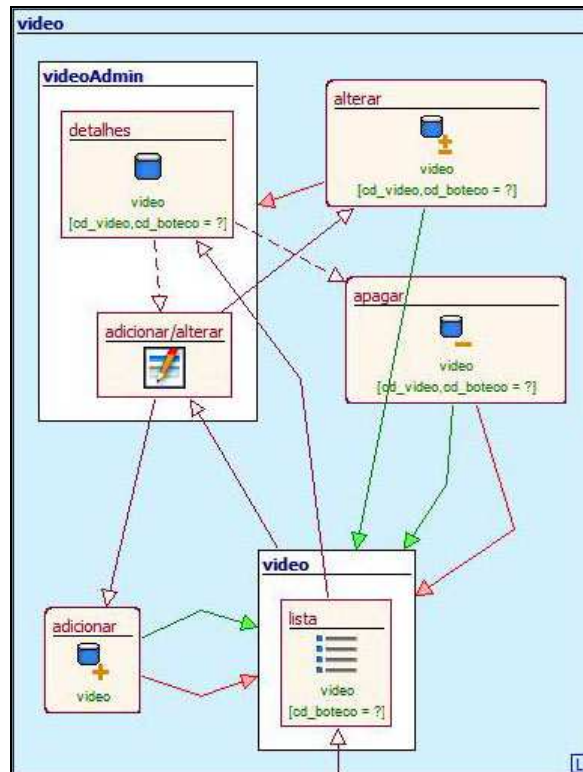 video
videoAdmin
detalhes
video
[cd_video,cd_boteco = ?]
alterar
video
[cd_video,cd_boteco = ?]
adicionar/alterar
apagar
video
[cd_video,cd_boteco = ?]
video
lista
video
[cd_boteco = ?]
adicionar
video
L